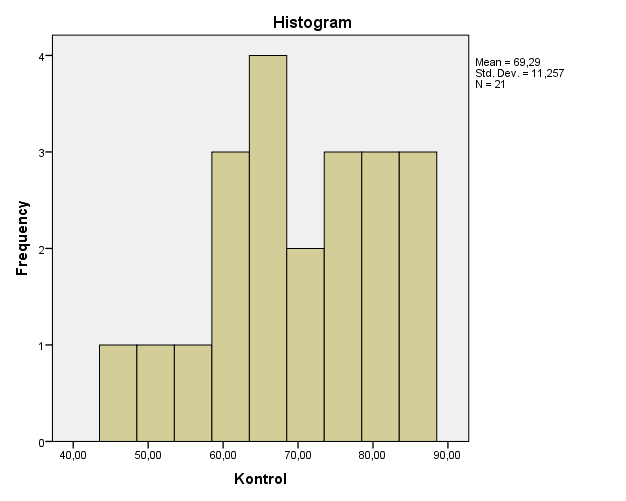 Histogram
Mean = 69,29
Std. Dev. = 11,257
N = 21
4
3
2
1
0
Frequency
40,00 50,00 60,00 70,00 80,00 90,00
Kontrol